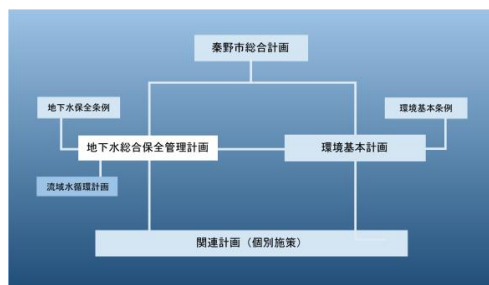 秦野市総合計画
地下水保全条例
環境基本条例
地下水総合保全管理計画
環境基本計画
流域水循環計画
関連計画（個別施策）